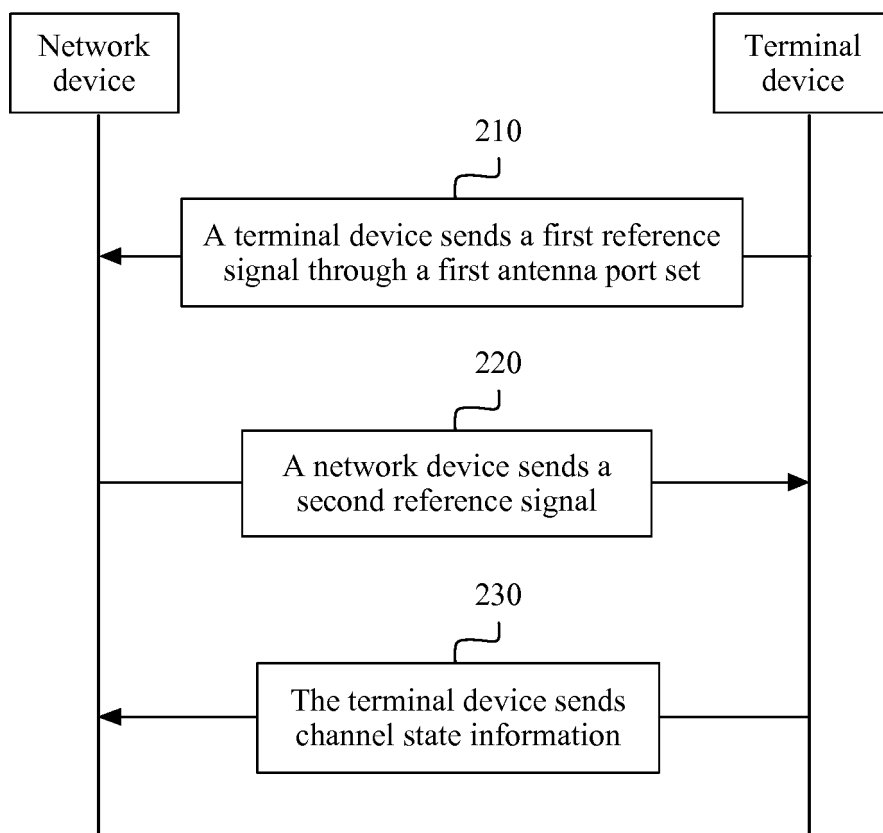 Network
device
Terminal
device
210
A terminal device sends a first reference
signal through a first antenna port set
220
A network device sends a
second reference signal
230
The terminal device sends
channel state information